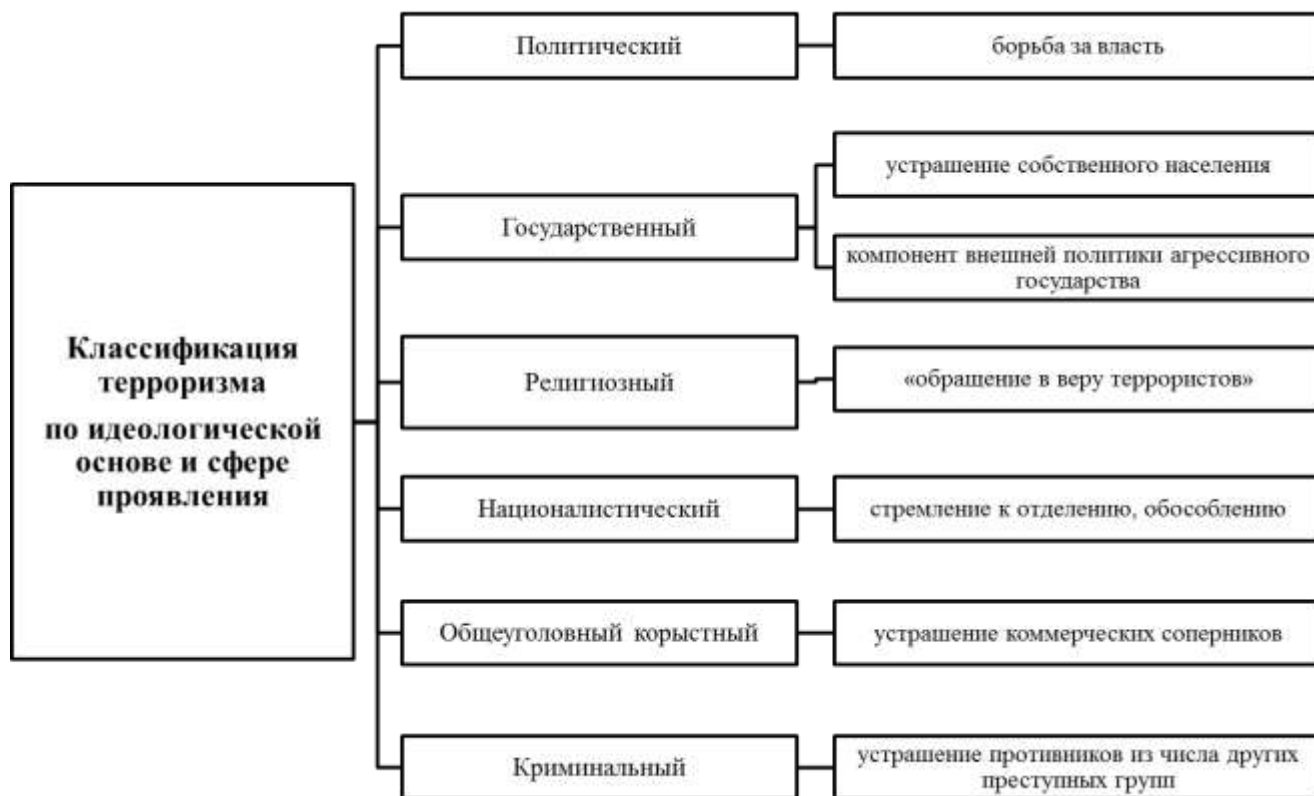 Политический
борьба за власть
устрашение собственного населения
Государственный
компонент внешней политики агрессивного
государства
Классификация
терроризма
по идеологической
основе и сфере
проявления
Религиозный
«обращение в веру террористов»
Националистический
стремление к отделению, обособлению
Общеуголовный корыстный
устрашение коммерческих соперников
Криминальный
устрашение противников из числа других
преступных групп